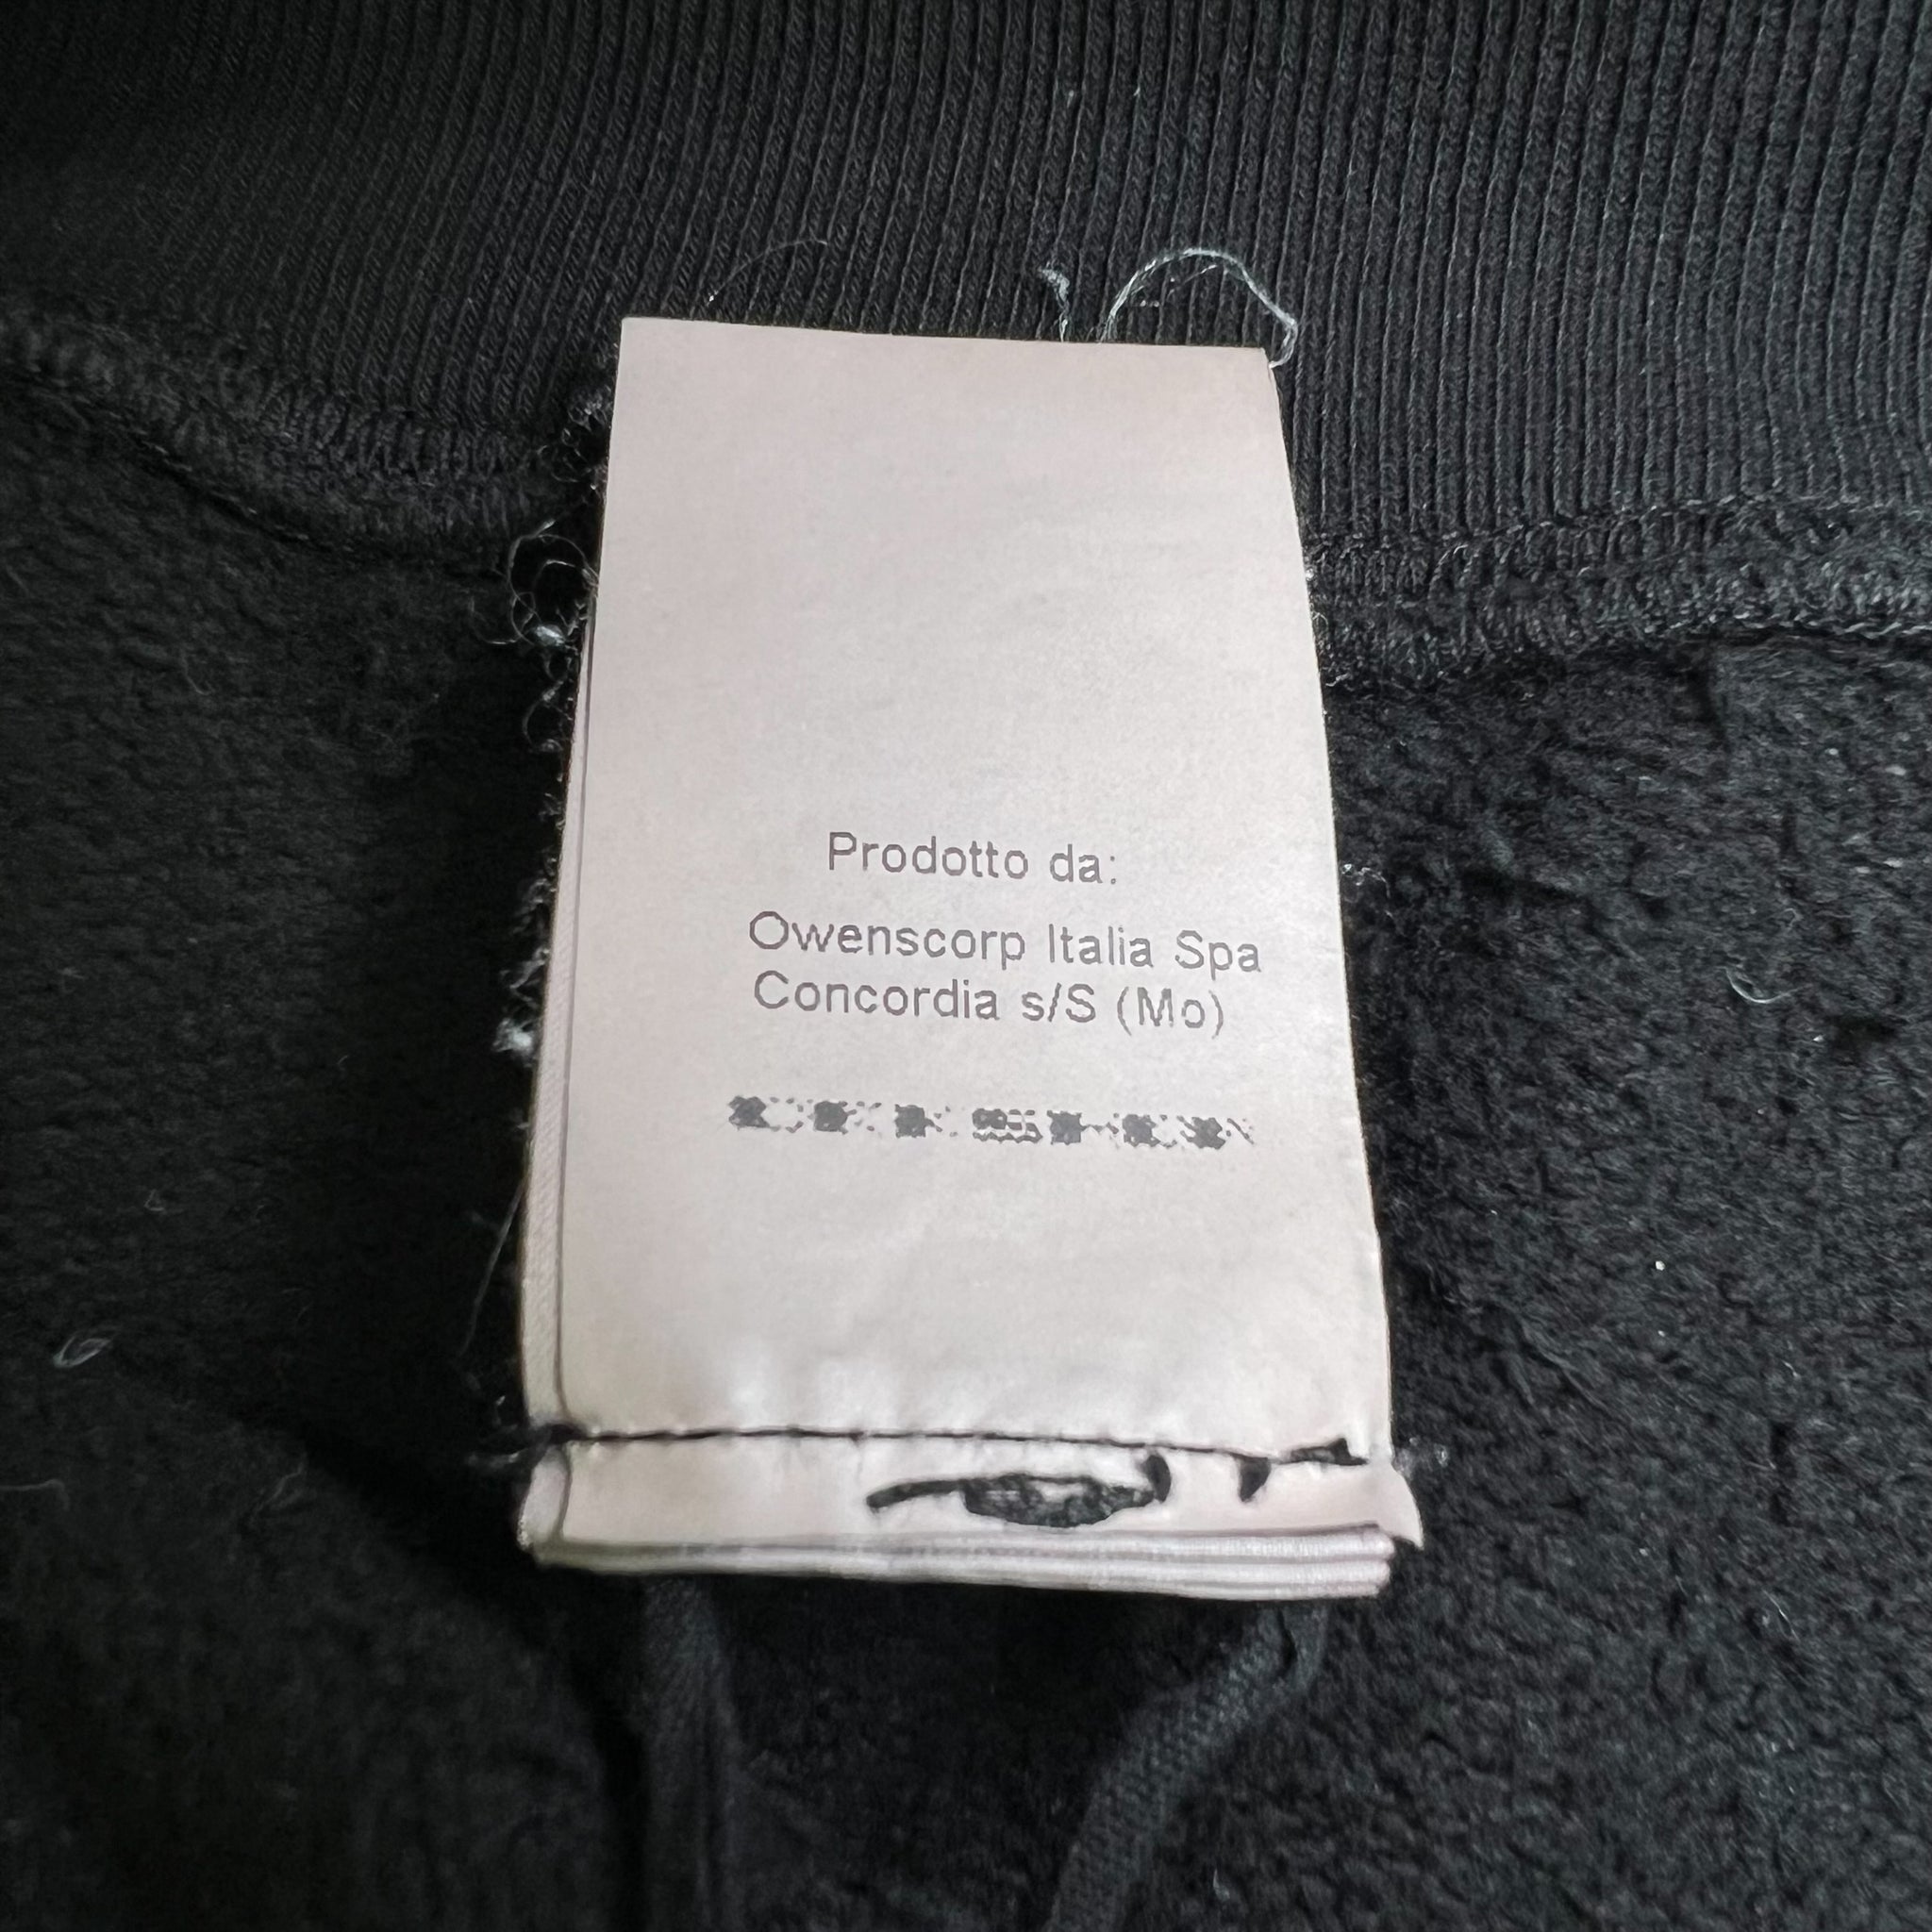 Prodotto da:
Owenscorp Italia Spa
Concordia s/S (Mo)